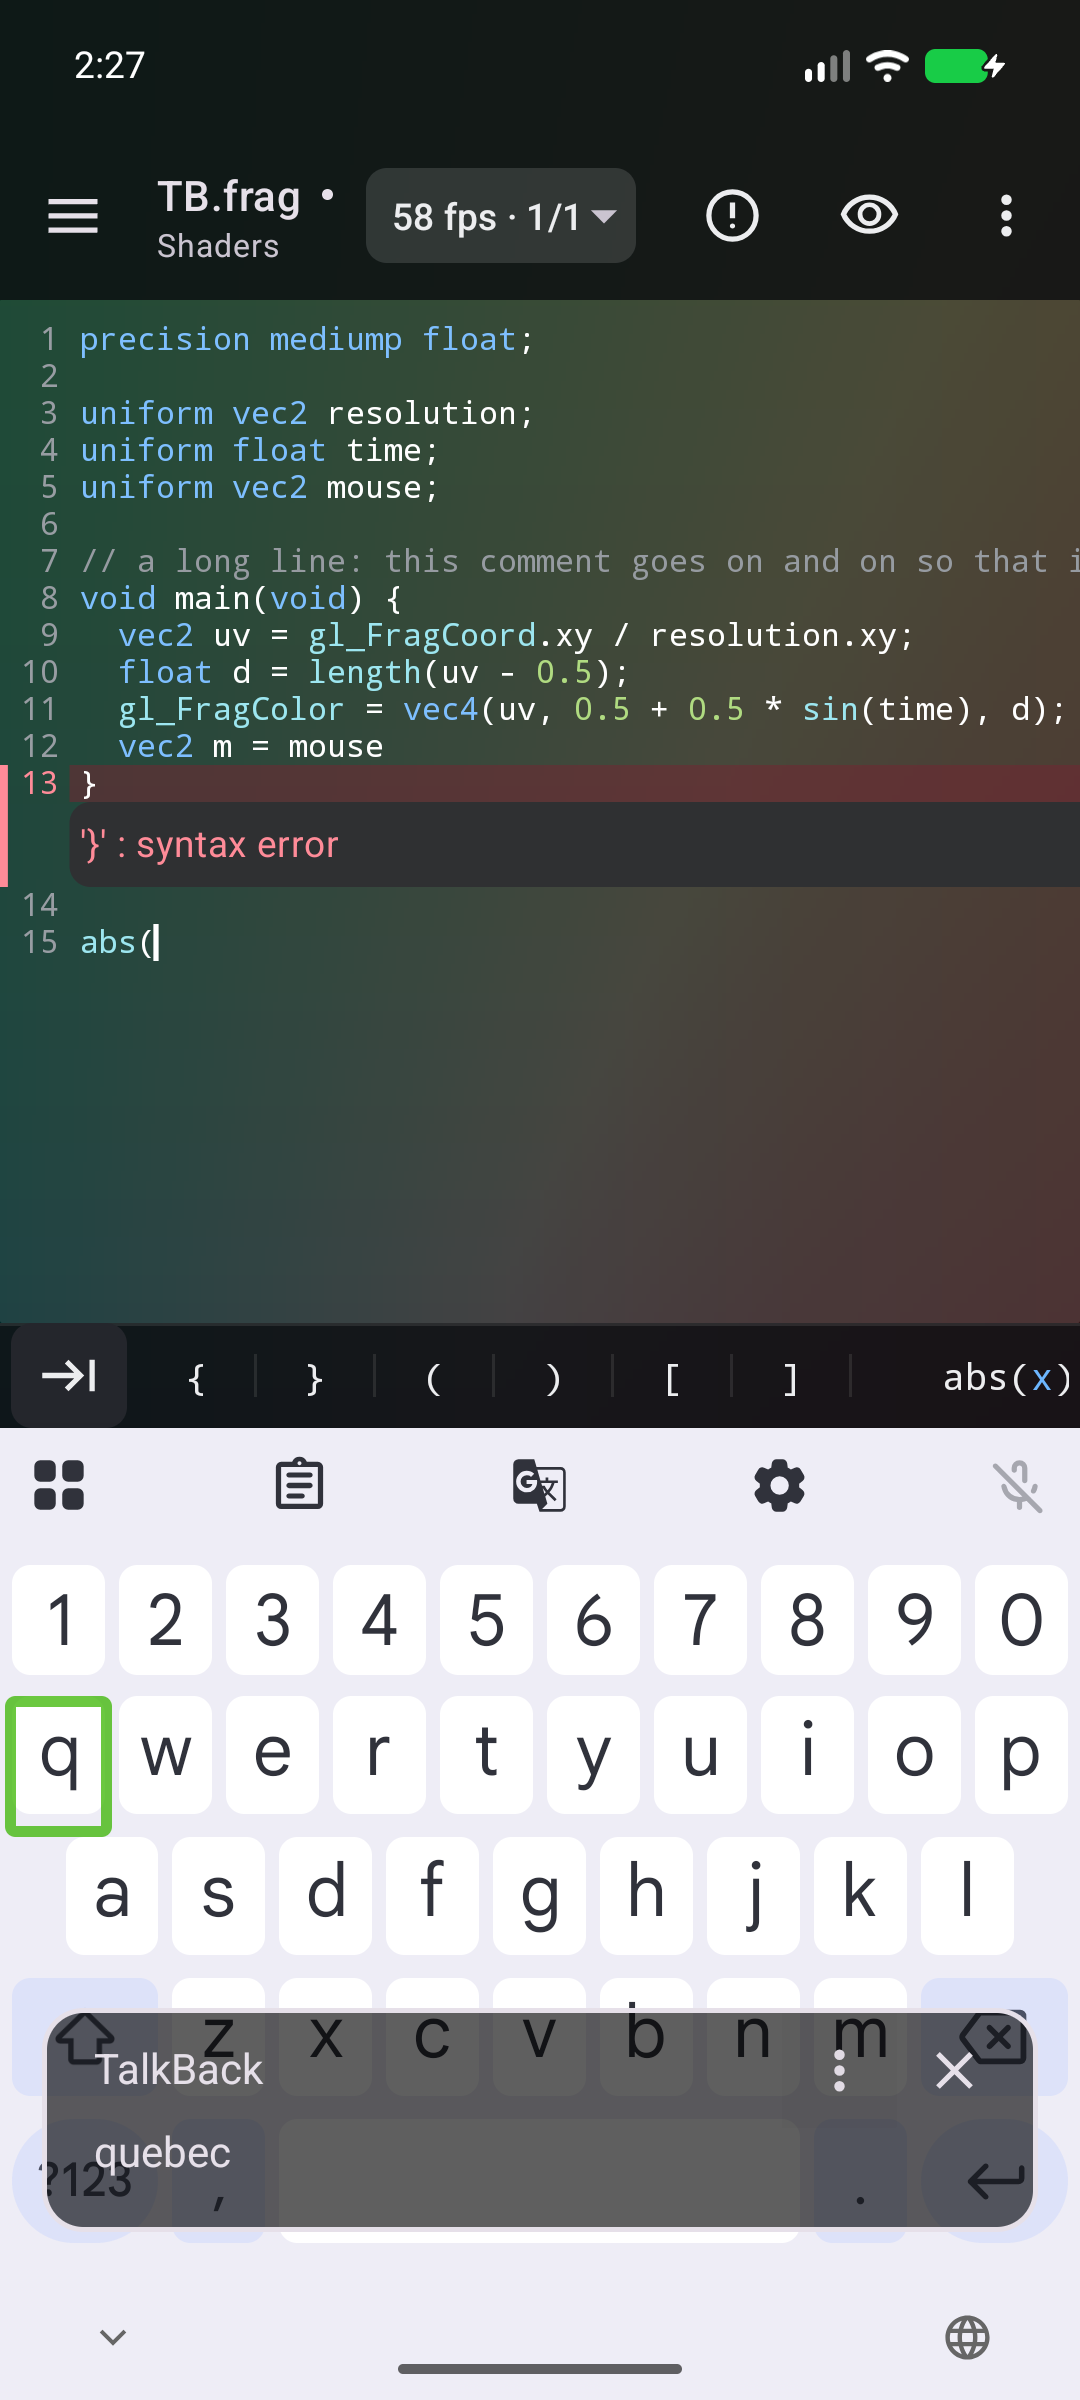 2:27
TB.frag •
Shaders
58 fps · 1/1
1 precision mediump float;
2
3 uniform vec2 resolution;
4 uniform float time;
5 uniform vec2 mouse;
6
7 // a long line: this comment goes on and on so that i
8 void main(void) {
9 vec2 uv = gl_FragCoord.xy / resolution.xy;
10 float d = length(uv - 0.5);
11 gl_FragColor = vec4(uv, 0.5 + 0.5 * sin(time), d);
12 vec2 m = mouse
13 }
'}' : syntax error
14
15 abs(
{ } ( ) [ ] abs(x)
1 2 3 4 5 6 7 8 9 0
q w e r t y u i o p
a s d f g h j k l
z x c v b n m
TalkBack
quebec
?123 , .